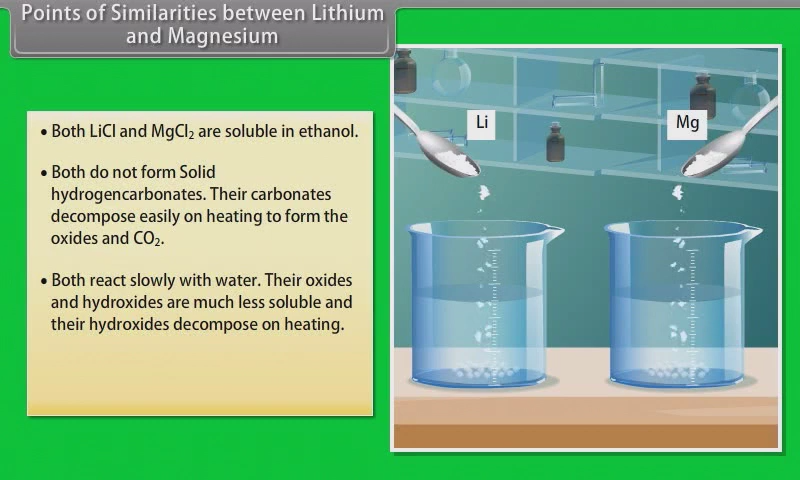 Points of Similarities between Lithium
and Magnesium
• Both LiCl and MgCl₂ are soluble in ethanol.
• Both do not form Solid
hydrogencarbonates. Their carbonates
decompose easily on heating to form the
oxides and CO₂.
• Both react slowly with water. Their oxides
and hydroxides are much less soluble and
their hydroxides decompose on heating.
Li
Mg